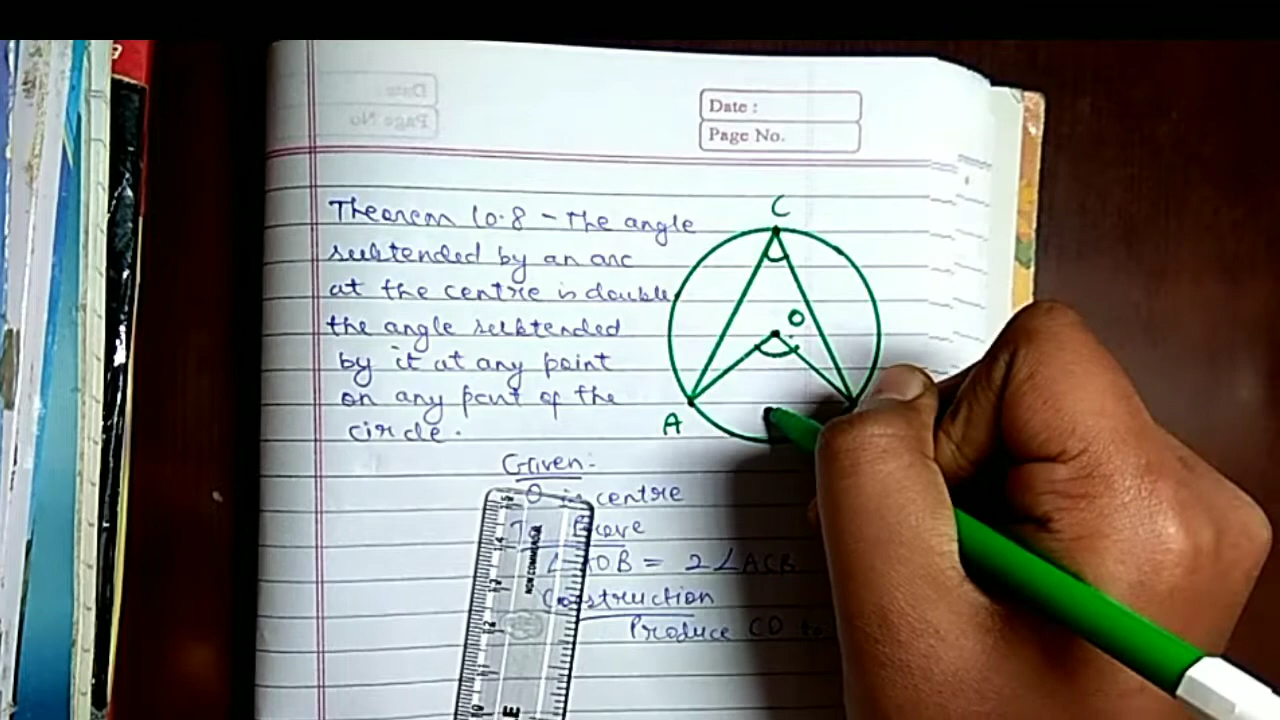 Date :
Page No.
Theorem 10.8 - The angle
subtended by an arc
at the centre is double
the angle subtended
by it at any point
on any part of the
circle.
C
O
A
Given:-
O is centre
Prove
∠AOB = 2∠ACB
Construction
Produce CO to